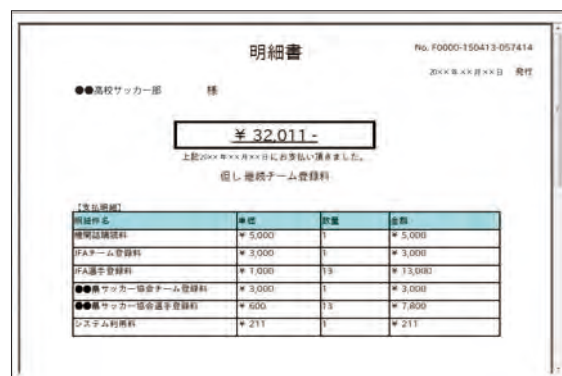 明細書
No. F0000-150413-057414
20××年××月××日 発行
●●高校サッカー部 様
¥ 32,011-
上記20××年××月××日にお支払い頂きました。
但し 継続チーム登録料
【支払明細】
明細件名 単価 数量 金額
機関誌購読料 ¥ 5,000 1 ¥ 5,000
JFAチーム登録料 ¥ 3,000 1 ¥ 3,000
JFA選手登録料 ¥ 1,000 13 ¥ 13,000
●●県サッカー協会チーム登録料 ¥ 3,000 1 ¥ 3,000
●●県サッカー協会選手登録料 ¥ 600 13 ¥ 7,800
システム利用料 ¥ 211 1 ¥ 211